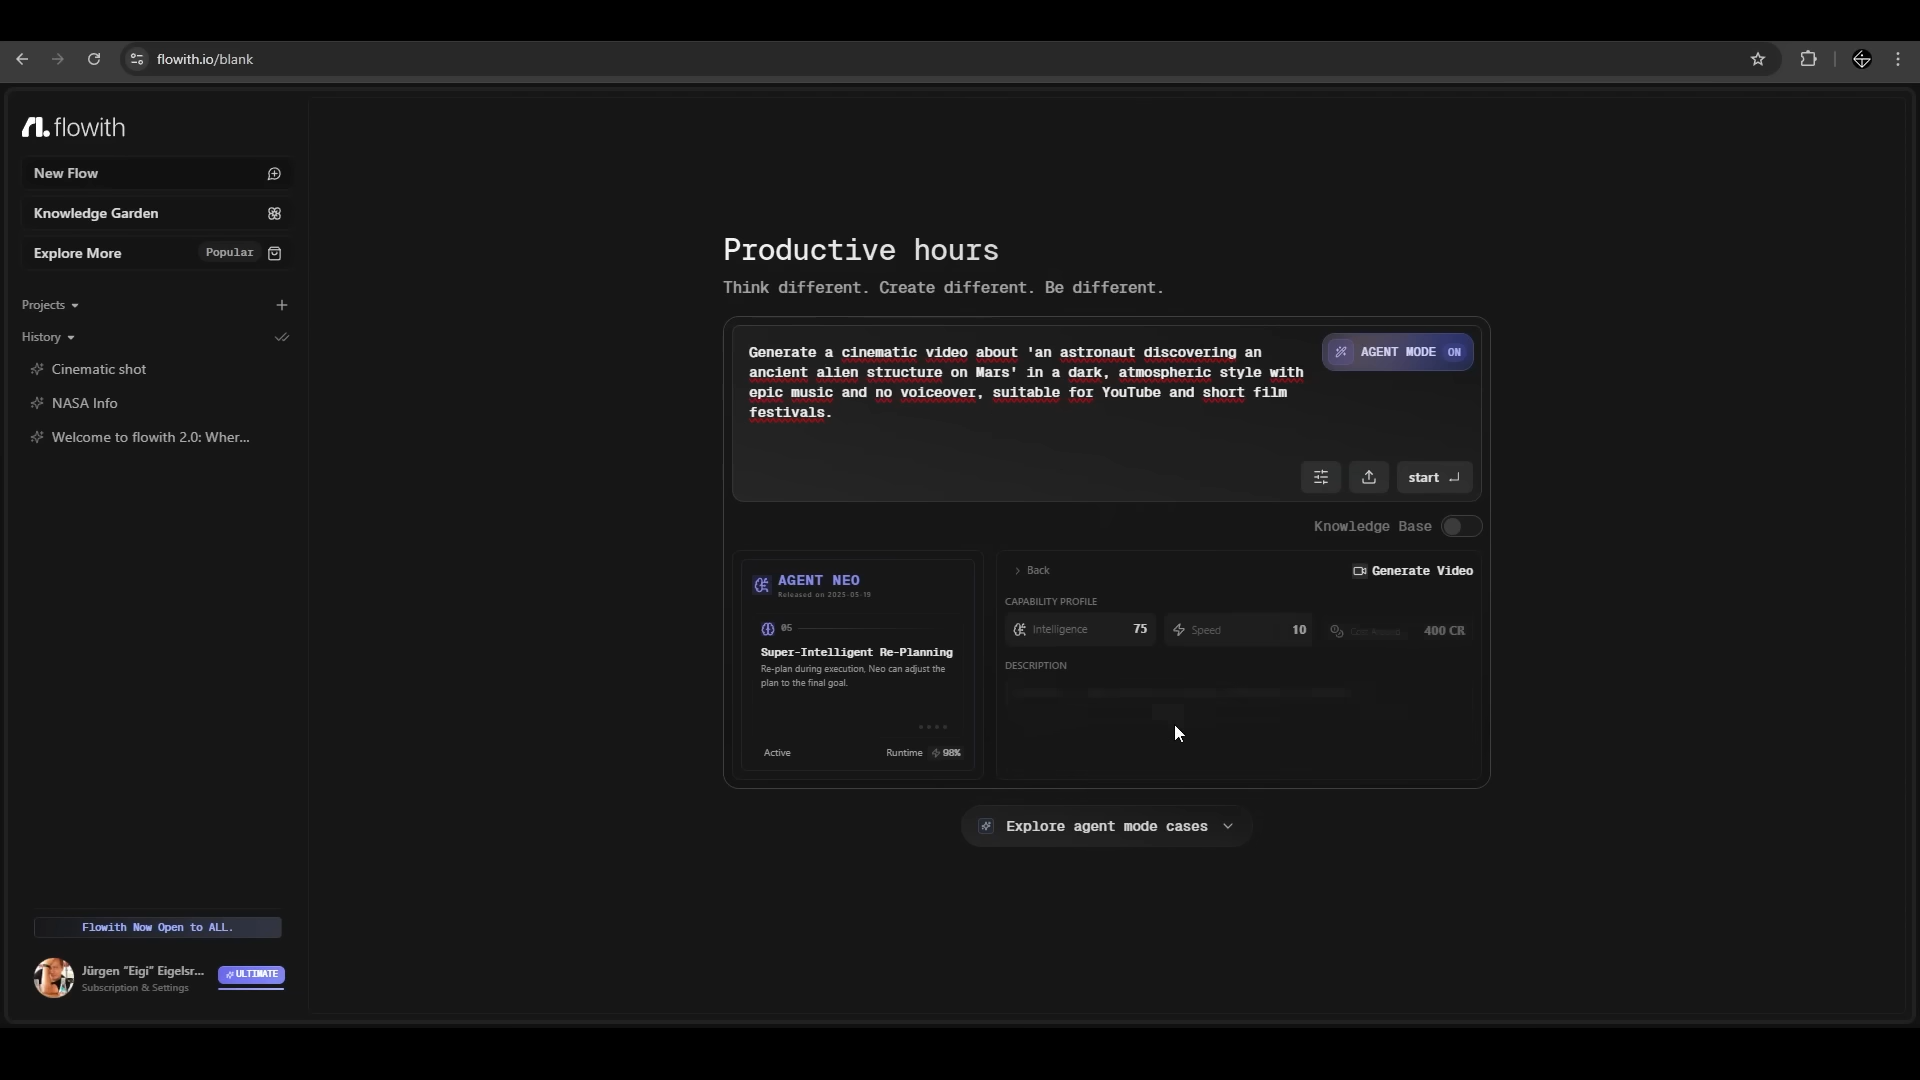 flowith.io/blank
flowith
New Flow
Knowledge Garden
Explore More Popular
Projects
History
Cinematic shot
NASA Info
Welcome to flowith 2.0: Wher...
Flowith Now Open to ALL.
Jürgen "Eigi" Eigelsr...
Subscription & Settings
ULTIMATE
Productive hours
Think different. Create different. Be different.
Generate a cinematic video about 'an astronaut discovering an
ancient alien structure on Mars' in a dark, atmospheric style with
epic music and no voiceover, suitable for YouTube and short film
festivals.
AGENT MODE ON
start
Knowledge Base
AGENT NEO
Released on 2025-05-19
05
Super-Intelligent Re-Planning
Re-plan during execution, Neo can adjust the
plan to the final goal.
Active Runtime 98%
Back Generate Video
CAPABILITY PROFILE
Intelligence 75 Speed 10 400 CR
DESCRIPTION
Explore agent mode cases